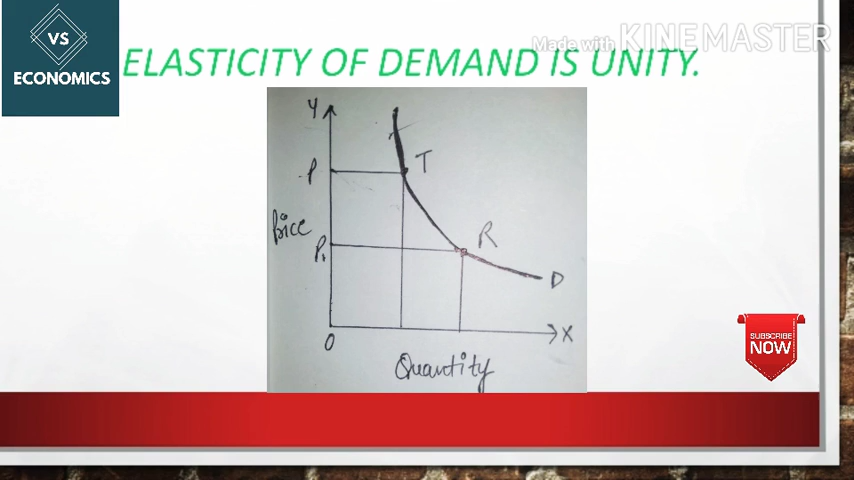 VS
ECONOMICS
Made with KINEMASTER
ELASTICITY OF DEMAND IS UNITY.
Y
P
T
Price
P1
R
D
O
X
Quantity
SUBSCRIBE
NOW